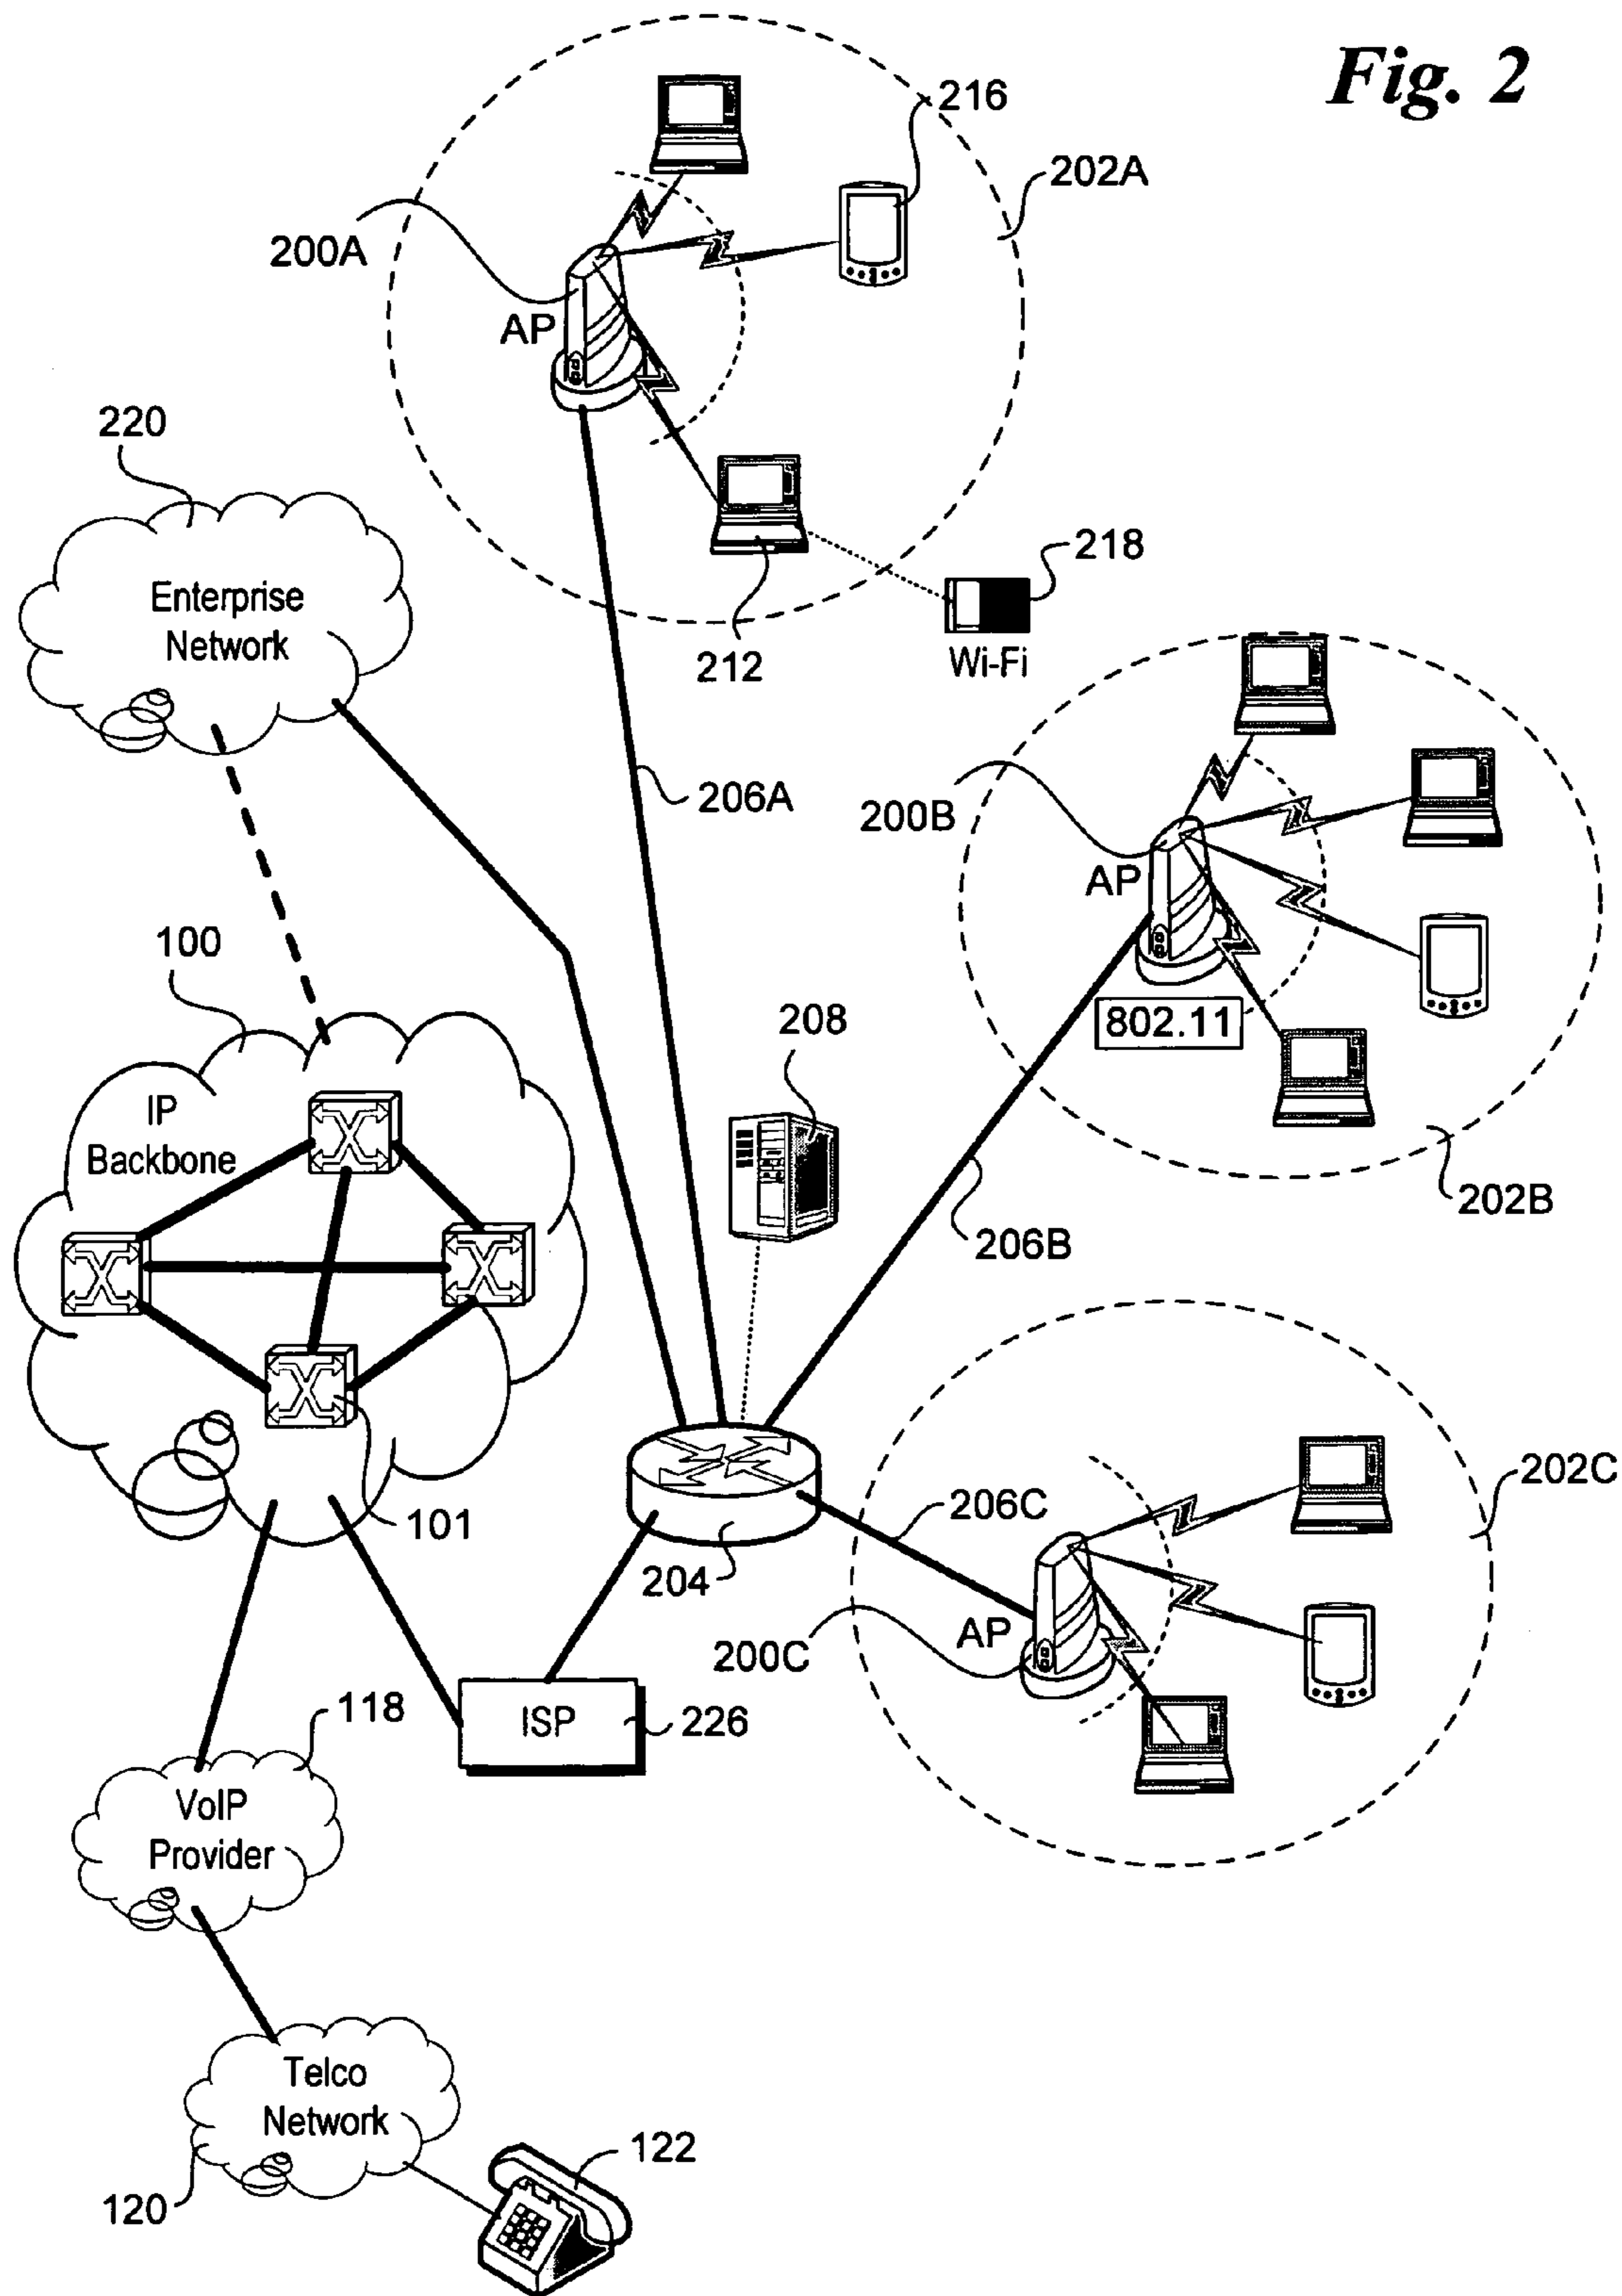 Fig. 2
216
202A
200A
AP
220
218
Enterprise
Network
212
Wi-Fi
206A
200B
AP
100
208
802.11
IP
Backbone
202B
206B
202C
206C
101
204
AP
200C
118
ISP
226
VoIP
Provider
Telco
Network
122
120